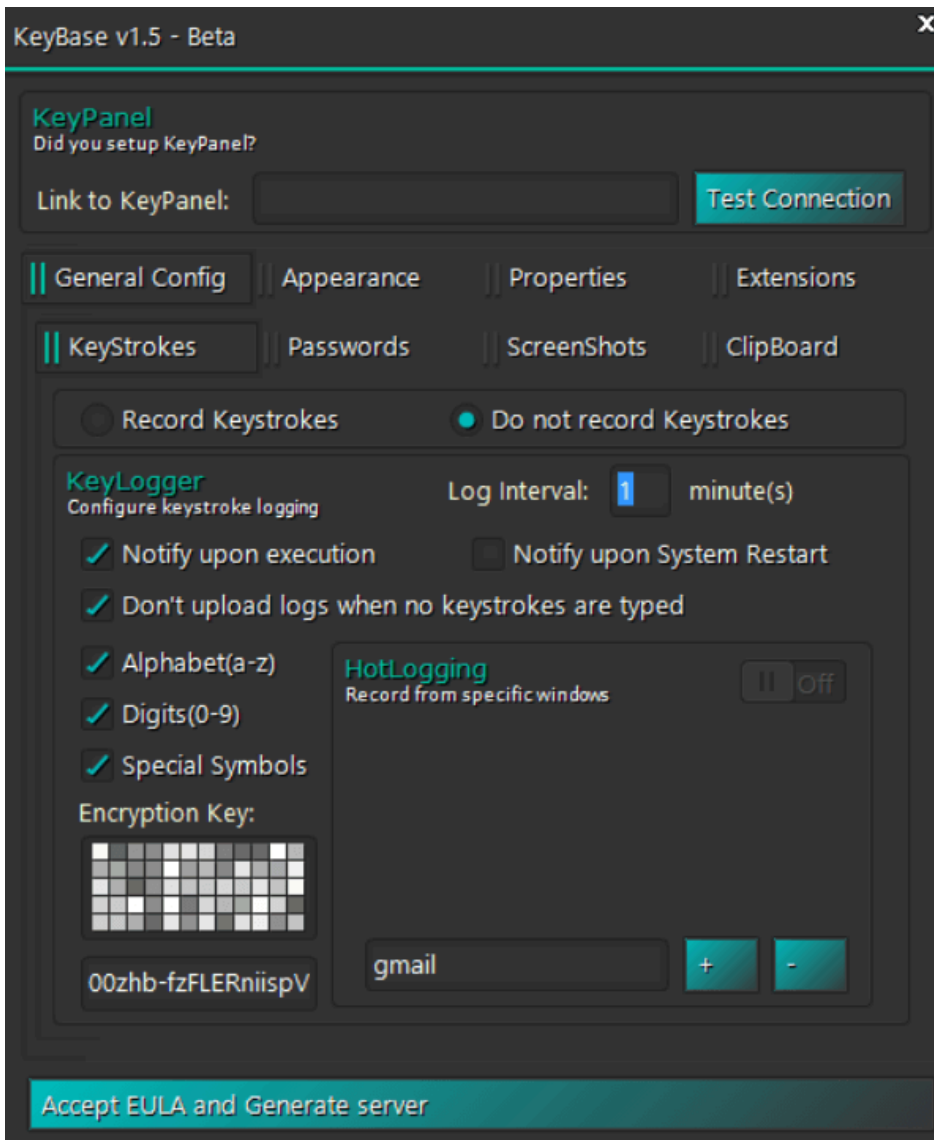 KeyBase v1.5 - Beta
x
KeyPanel
Did you setup KeyPanel?
Link to KeyPanel:
Test Connection
General Config
Appearance
Properties
Extensions
KeyStrokes
Passwords
ScreenShots
ClipBoard
Record Keystrokes
Do not record Keystrokes
KeyLogger
Configure keystroke logging
Log Interval: 1 minute(s)
Notify upon execution
Notify upon System Restart
Don't upload logs when no keystrokes are typed
Alphabet(a-z)
Digits(0-9)
Special Symbols
HotLogging
Record from specific windows
Off
Encryption Key:
00zhb-fzFLERniispV
gmail
+
-
Accept EULA and Generate server